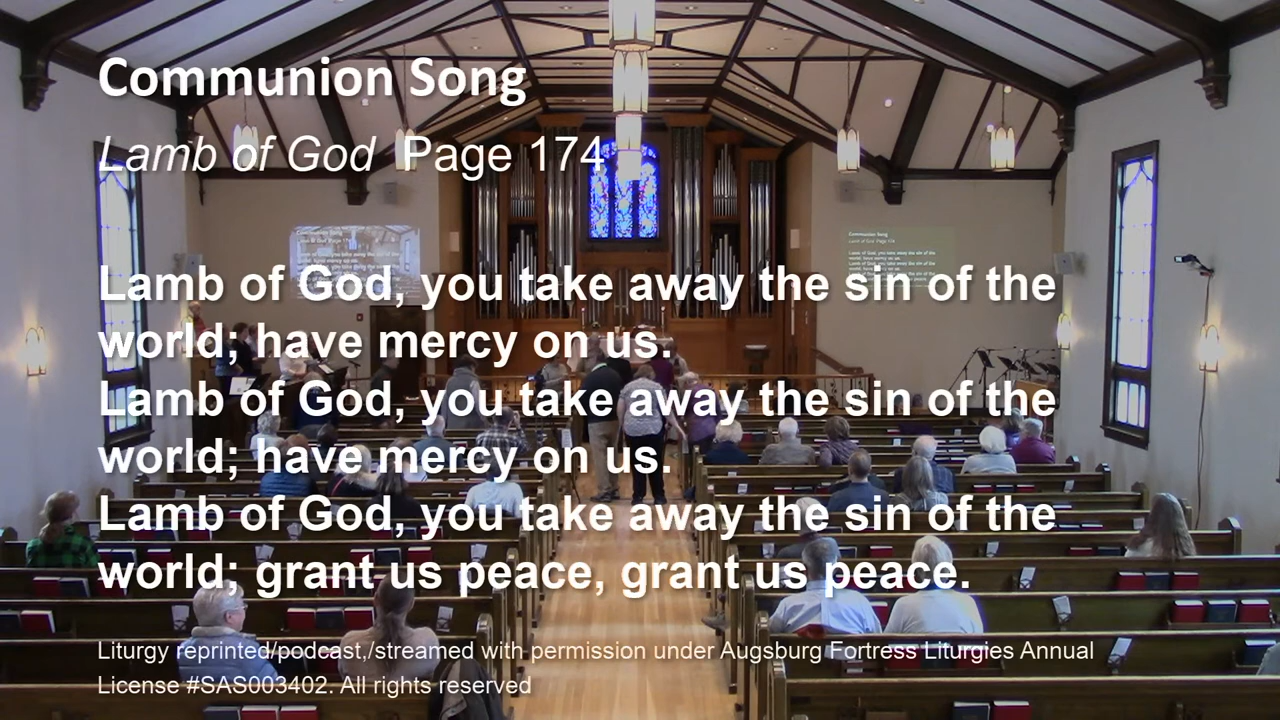 Communion Song
Lamb of God Page 174
Lamb of God, you take away the sin of the
world; have mercy on us.
Lamb of God, you take away the sin of the
world; have mercy on us.
Lamb of God, you take away the sin of the
world; grant us peace, grant us peace.
Liturgy reprinted/podcast,/streamed with permission under Augsburg Fortress Liturgies Annual
License #SAS003402. All rights reserved